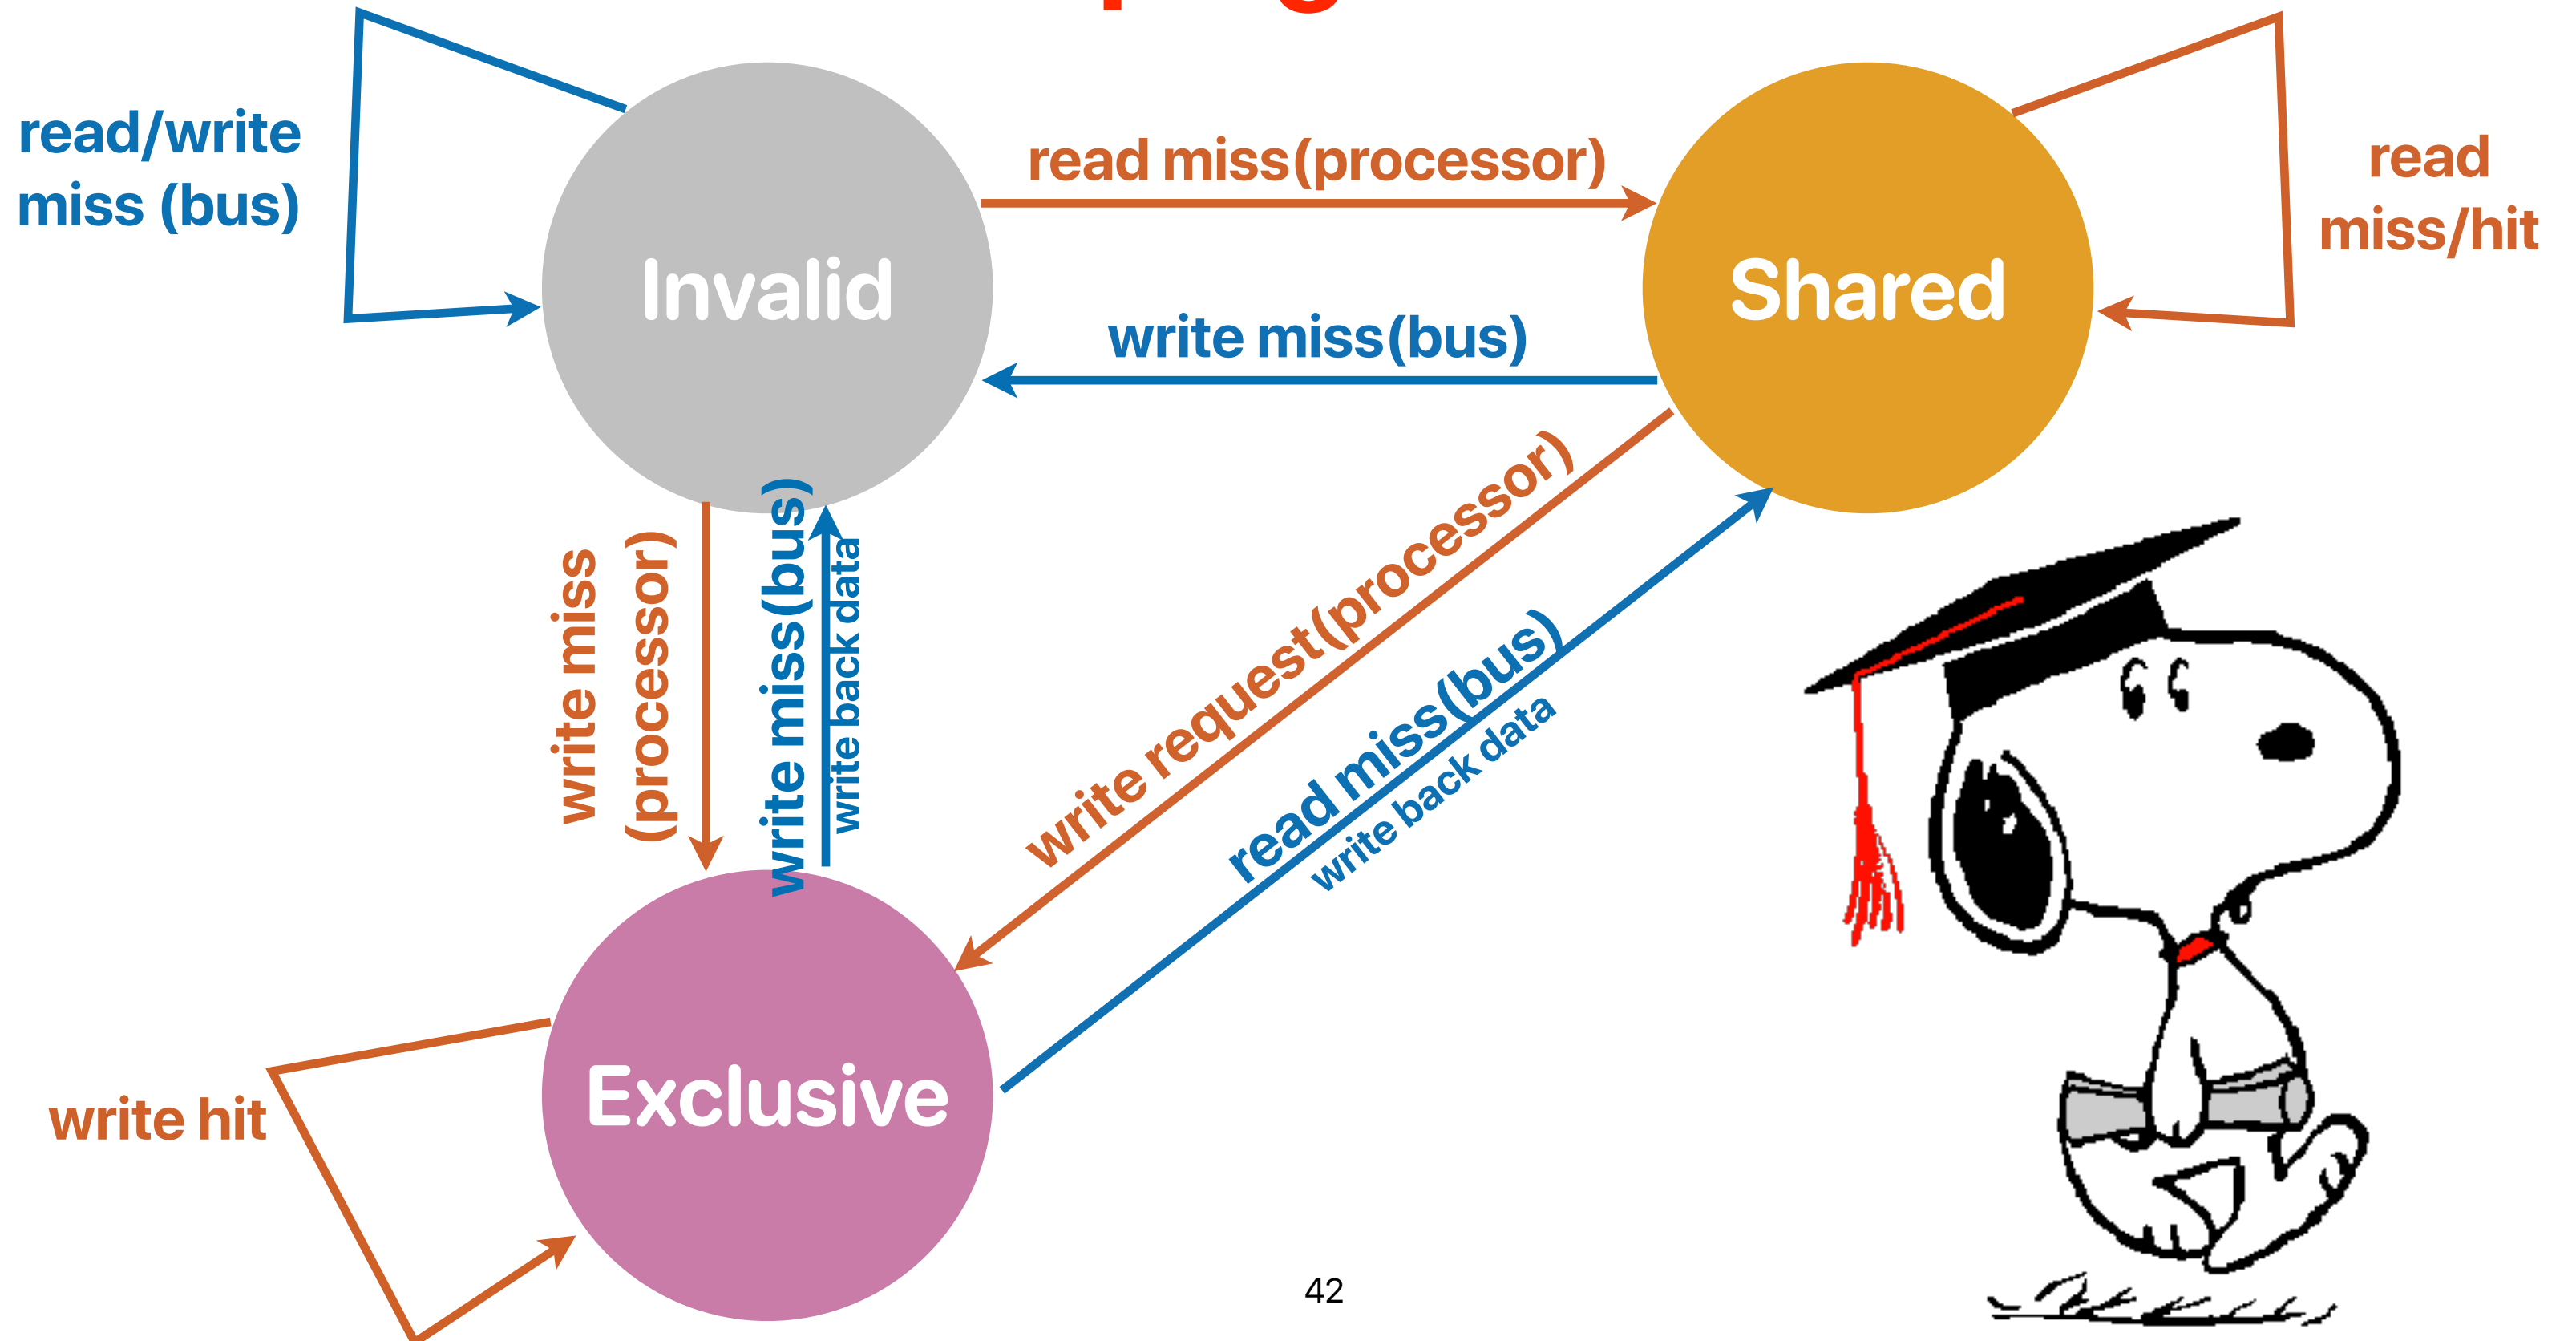 read/write
miss (bus)
read miss(processor)
read
miss/hit
Invalid
Shared
write miss(bus)
write miss
(processor)
write miss(bus)
write back data
write request(processor)
read miss(bus)
write back data
Exclusive
write hit
42